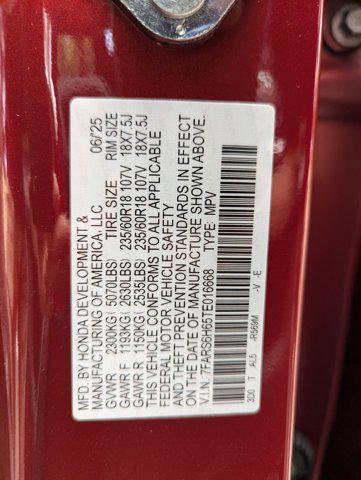 MFD. BY HONDA DEVELOPMENT &
MANUFACTURING OF AMERICA, LLC 06/25
TIRE SIZE RIM SIZE
GVWR 2300KG( 5070LBS)
GAWR F 1193KG( 2630LBS) 235/60R18 107V 18X7.5J
GAWR R 1150KG( 2535LBS) 235/60R18 107V 18X7.5J
THIS VEHICLE CONFORMS TO ALL APPLICABLE
FEDERAL MOTOR VEHICLE SAFETY
AND THEFT PREVENTION STANDARDS IN EFFECT
ON THE DATE OF MANUFACTURE SHOWN ABOVE.
V.I.N.:7FARS6H65TE016668 TYPE: MPV
3D0 T AL5 -R569M -V -E